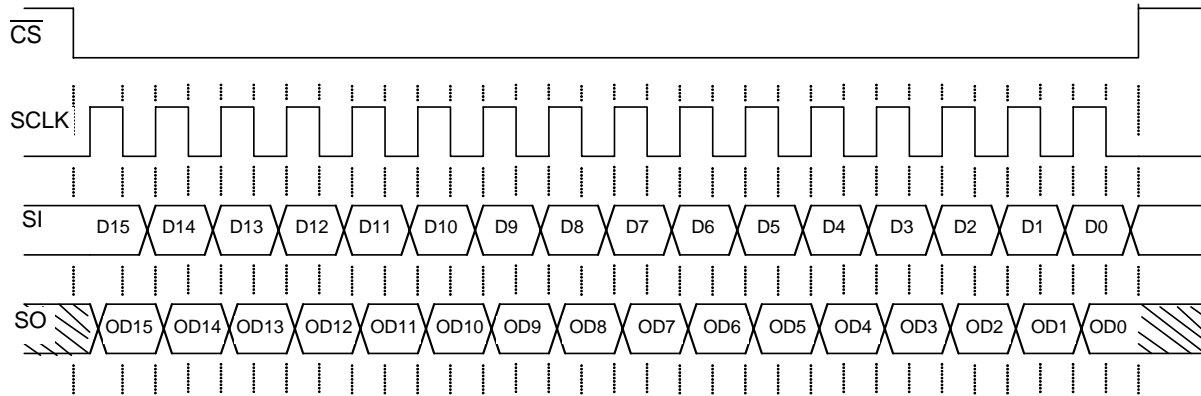 CS
SCLK
SI D15 D14 D13 D12 D11 D10 D9 D8 D7 D6 D5 D4 D3 D2 D1 D0
SO OD15 OD14 OD13 OD12 OD11 OD10 OD9 OD8 OD7 OD6 OD5 OD4 OD3 OD2 OD1 OD0